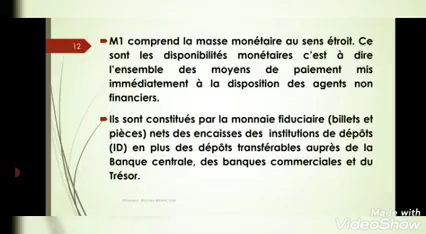 12
M1 comprend la masse monétaire au sens étroit. Ce
sont les disponibilités monétaires c'est à dire
l'ensemble des moyens de paiement mis
immédiatement à la disposition des agents non
financiers.
Ils sont constitués par la monnaie fiduciaire (billets et
pièces) nets des encaisses des institutions de dépôts
(ID) en plus des dépôts transférables auprès de la
Banque centrale, des banques commerciales et du
Trésor.
Made with
VideoShow